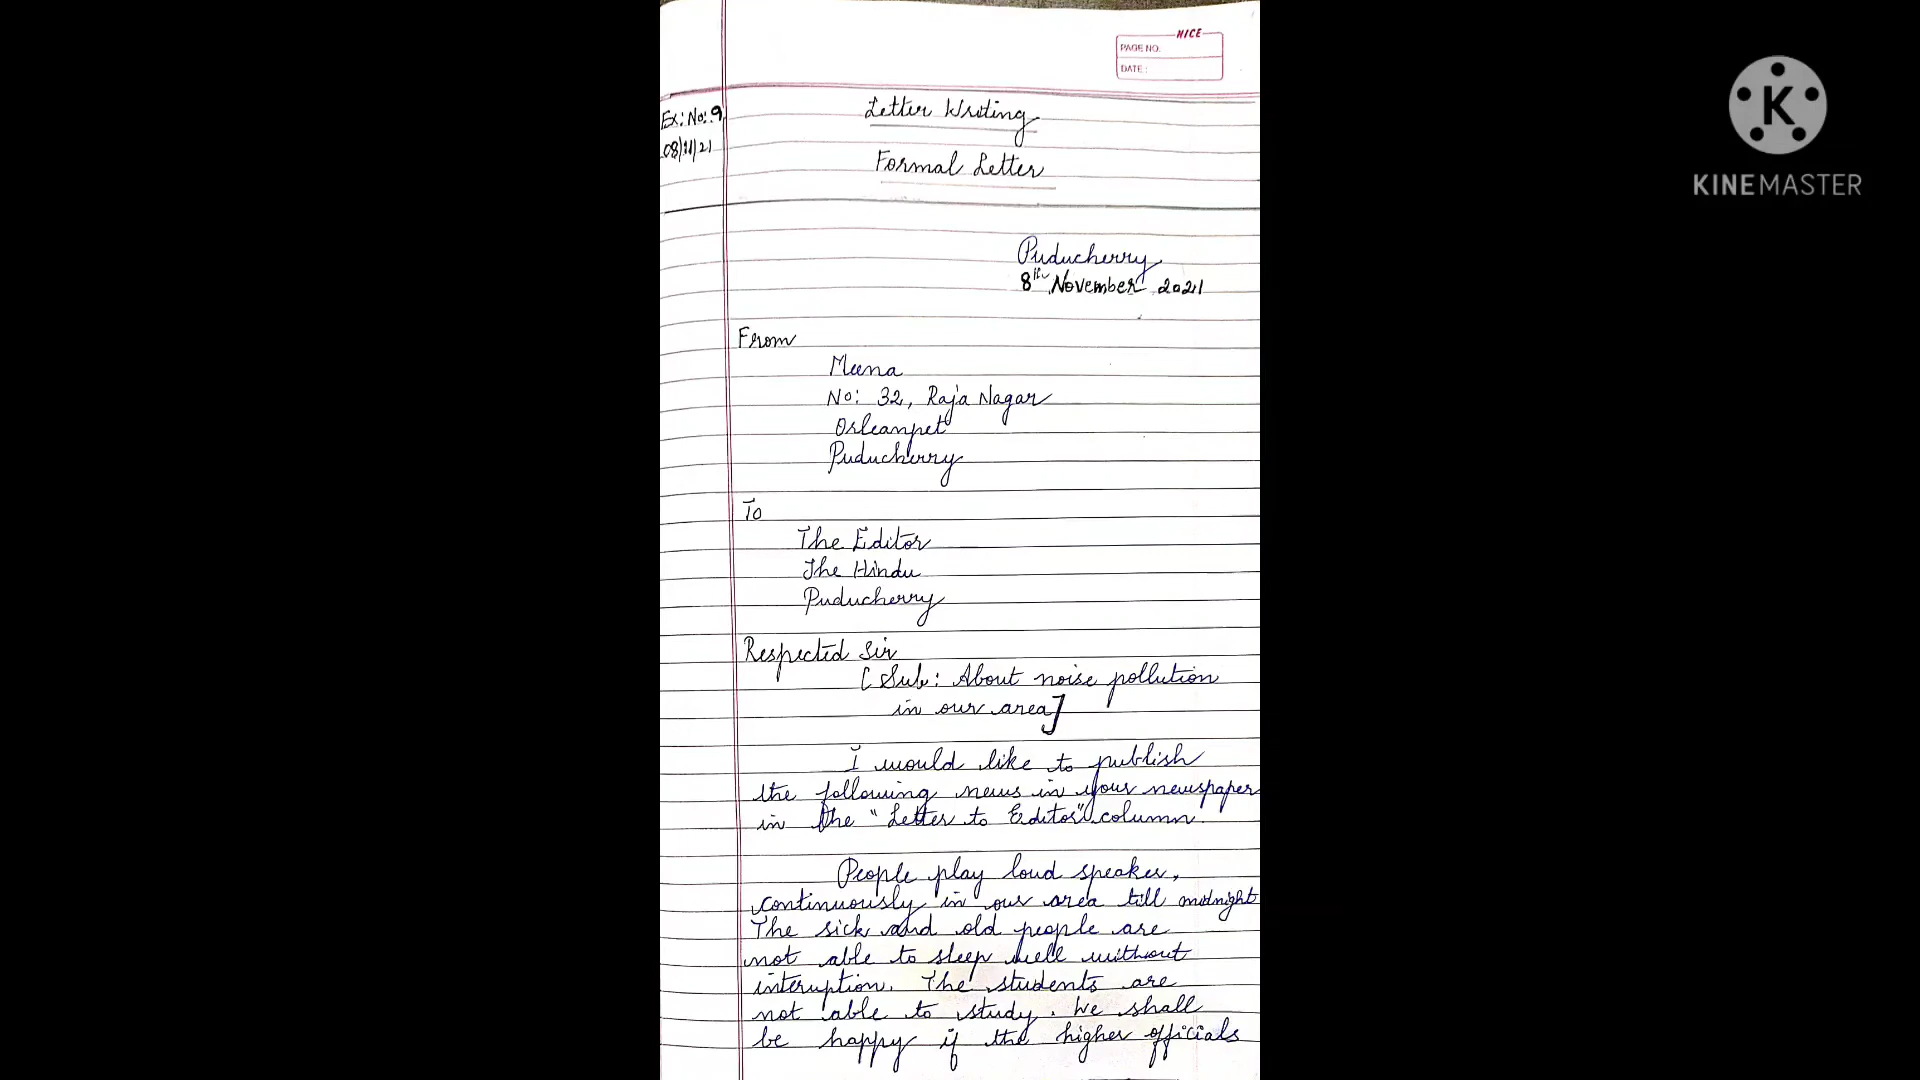 NICE
PAGE NO.
DATE:
Letter Writing
Ex: No: 9
08/11/21
Formal Letter
Puducherry
8th November 2021
From
Meena
No: 32, Raja Nagar
Orleanpet
Puducherry
To
The Editor
The Hindu
Puducherry
Respected Sir
[Sub: About noise pollution
in our area]
I would like to publish
the following news in your newspaper
in the "Letter to Editor" column.
People play loud speaker,
continuously in our area till midnight
The sick and old people are
not able to sleep well without
interuption. The students are
not able to study. We shall
be happy if the higher officials
K
KINEMASTER